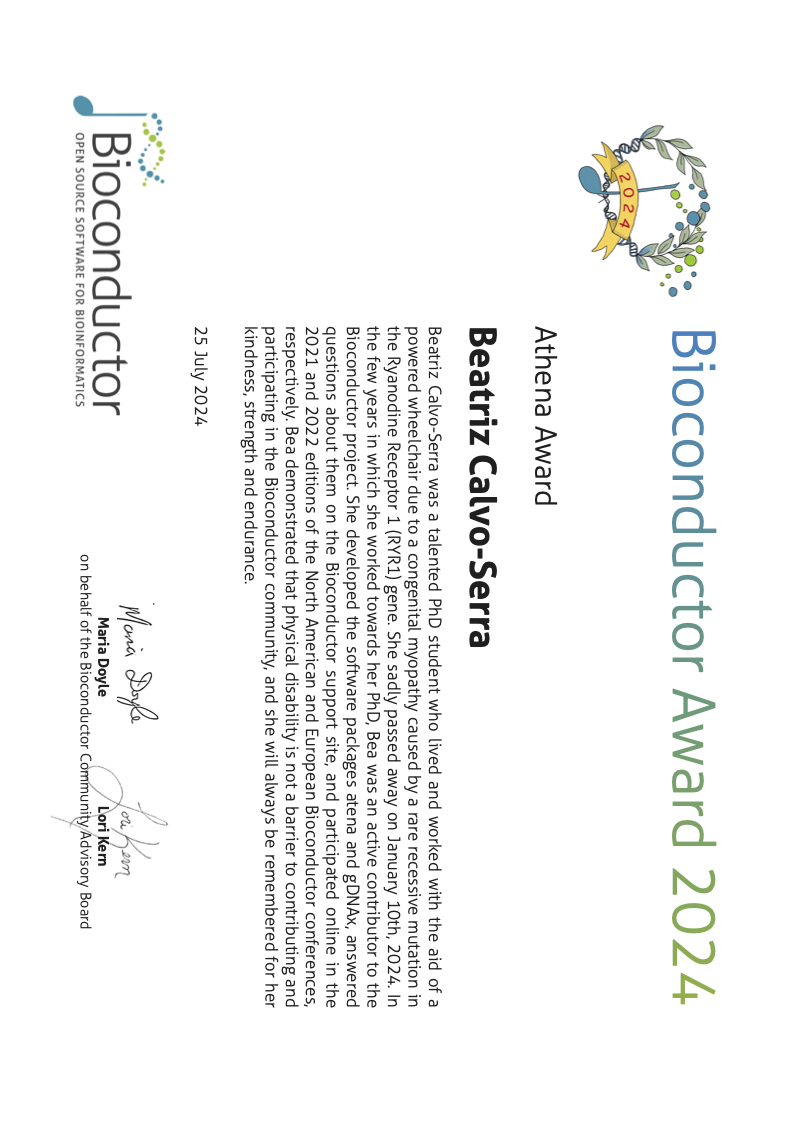 2024
Bioconductor Award 2024
Athena Award
Beatriz Calvo-Serra
Beatriz Calvo-Serra was a talented PhD student who lived and worked with the aid of a
powered wheelchair due to a congenital myopathy caused by a rare recessive mutation in
the Ryanodine Receptor 1 (RYR1) gene. She sadly passed away on January 10th, 2024. In
the few years in which she worked towards her PhD, Bea was an active contributor to the
Bioconductor project. She developed the software packages atena and gDNAx, answered
questions about them on the Bioconductor support site, and participated online in the
2021 and 2022 editions of the North American and European Bioconductor conferences,
respectively. Bea demonstrated that physical disability is not a barrier to contributing and
participating in the Bioconductor community, and she will always be remembered for her
kindness, strength and endurance.
25 July 2024
Bioconductor
OPEN SOURCE SOFTWARE FOR BIOINFORMATICS
Maria Doyle Lori Kern
Maria Doyle Lori Kern
on behalf of the Bioconductor Community Advisory Board